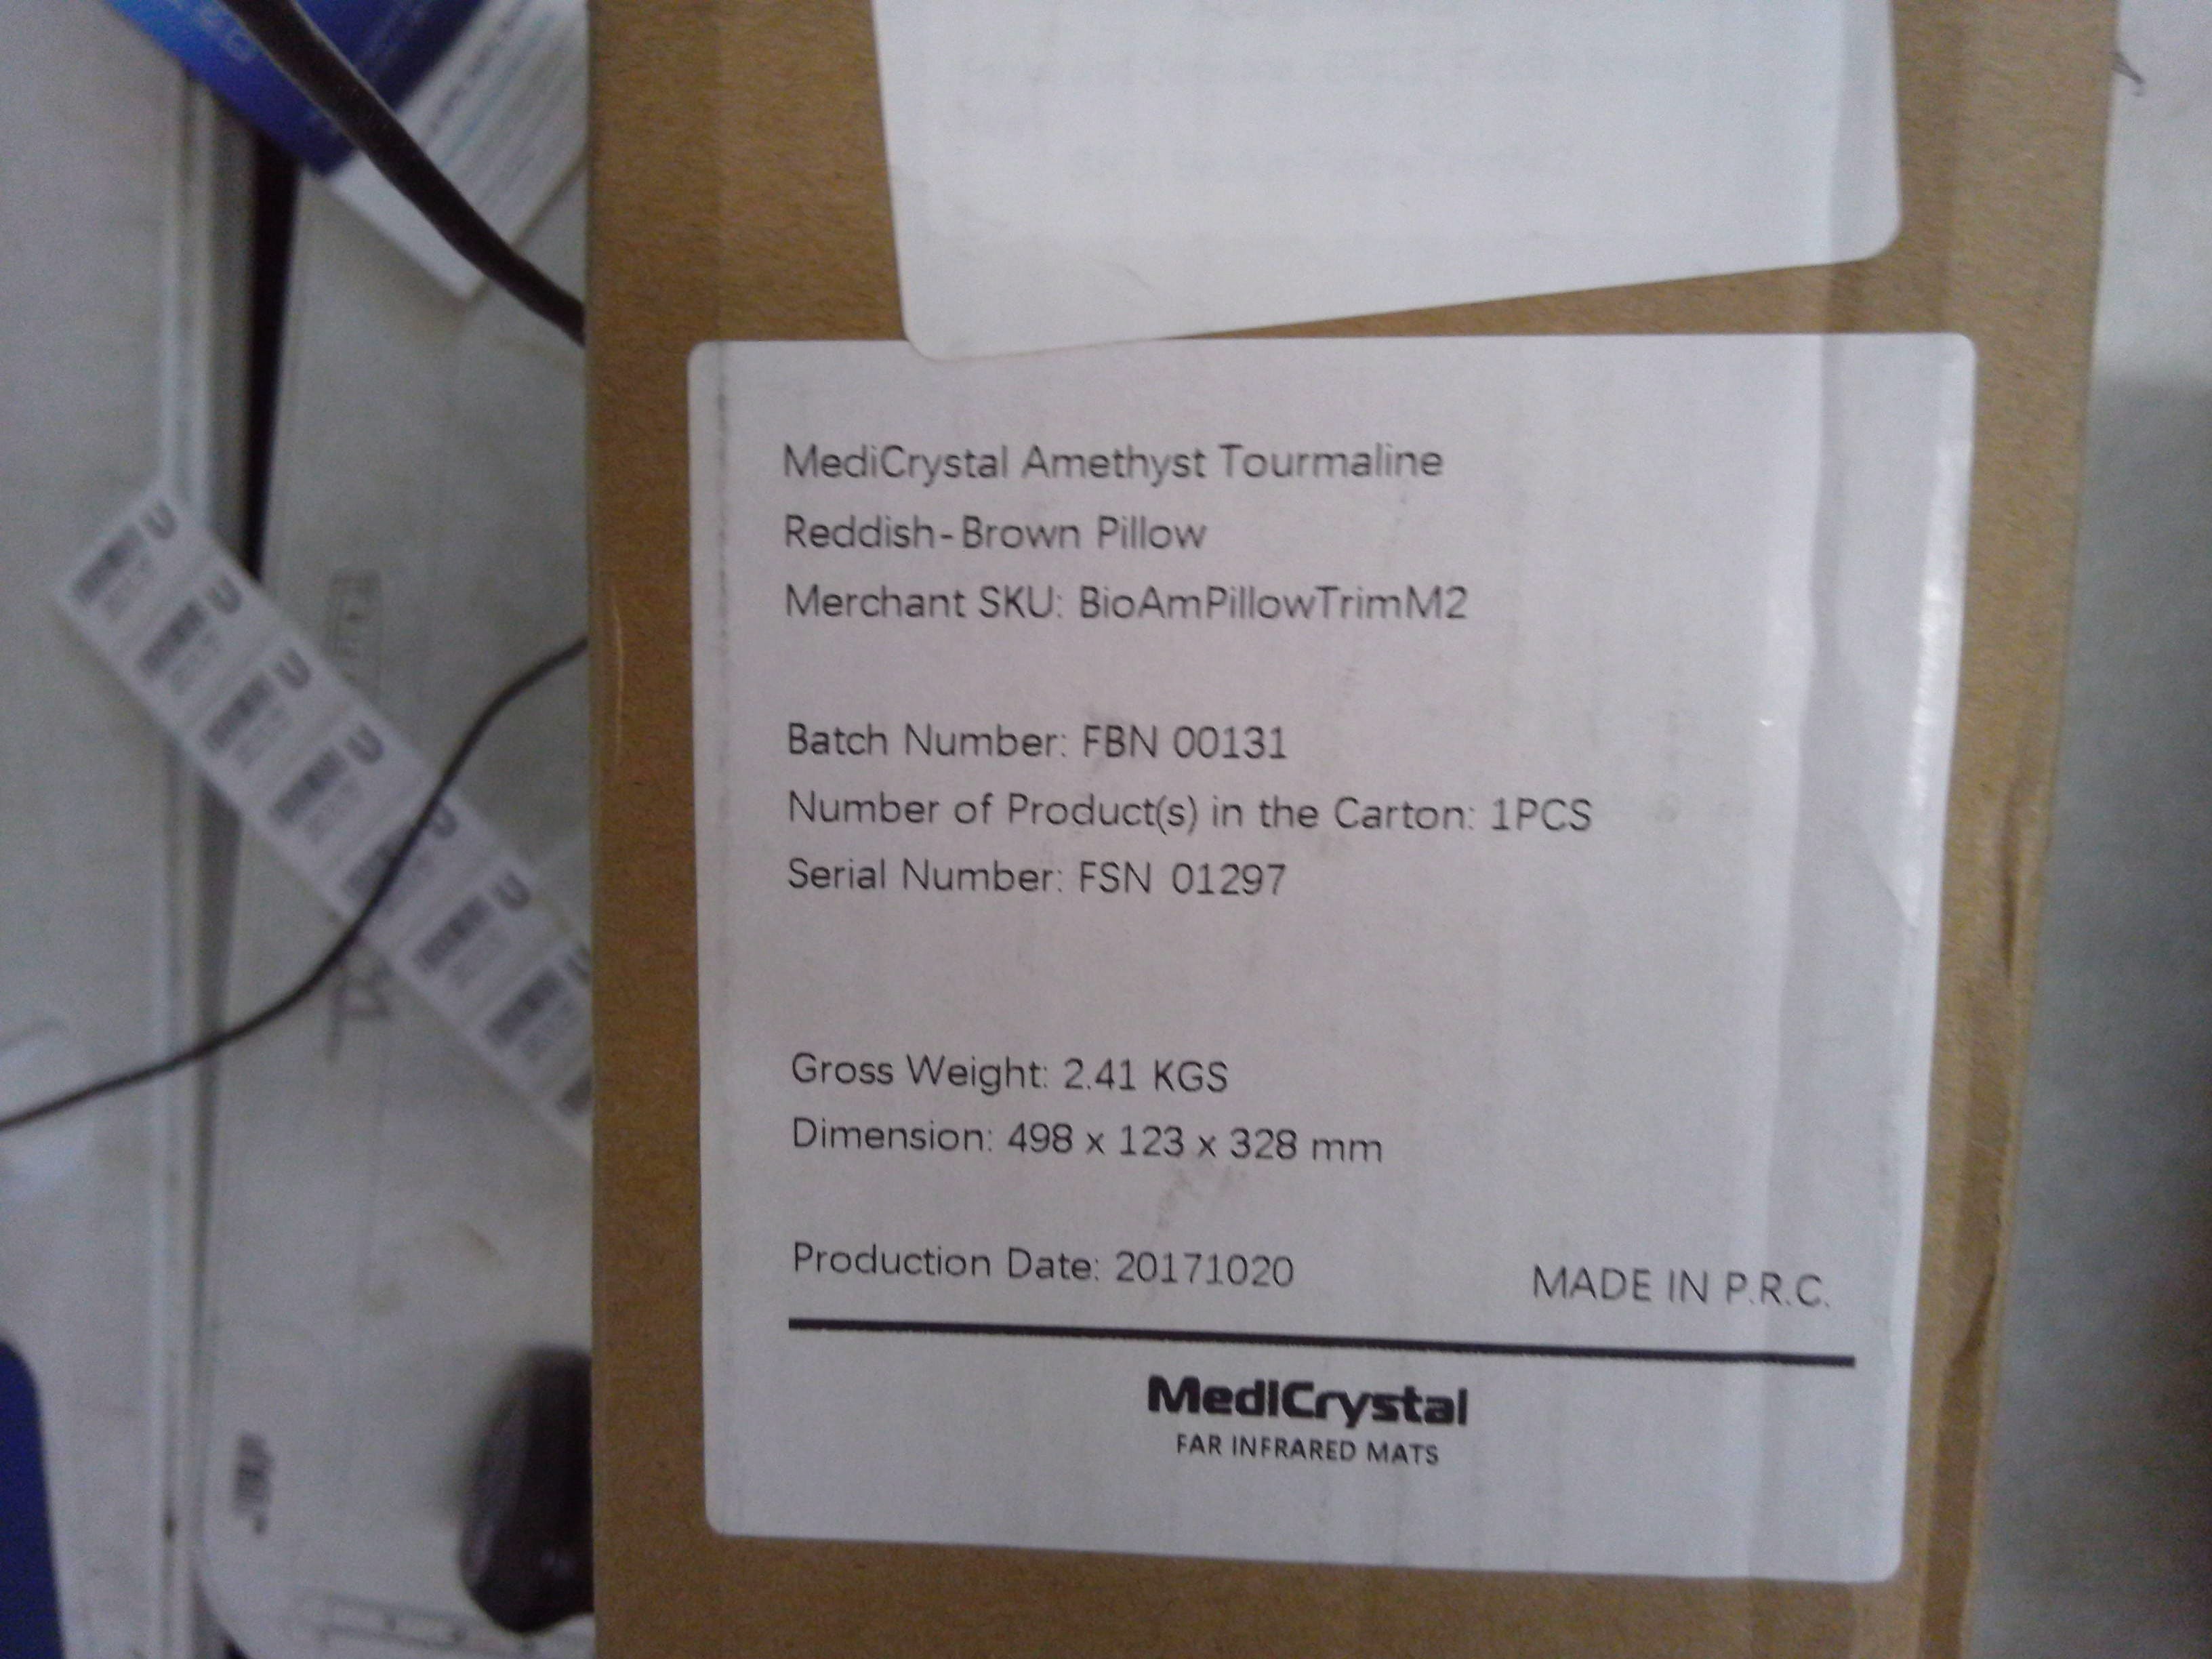 MediCrystal Amethyst Tourmaline
Reddish-Brown Pillow
Merchant SKU: BioAmPillowTrimM2
Batch Number: FBN 00131
Number of Product(s) in the Carton: 1PCS
Serial Number: FSN 01297
Gross Weight: 2.41 KGS
Dimension: 498 x 123 x 328 mm
Production Date: 20171020
MADE IN P.R.C.
MediCrystal
FAR INFRARED MATS